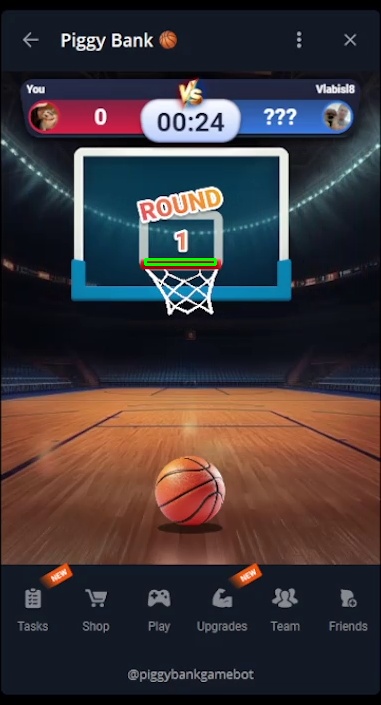 Piggy Bank 🏀
You
VS
Vlabisl8
0
00:24
???
ROUND
1
NEW
NEW
Tasks
Shop
Play
Upgrades
Team
Friends
@piggybankgamebot